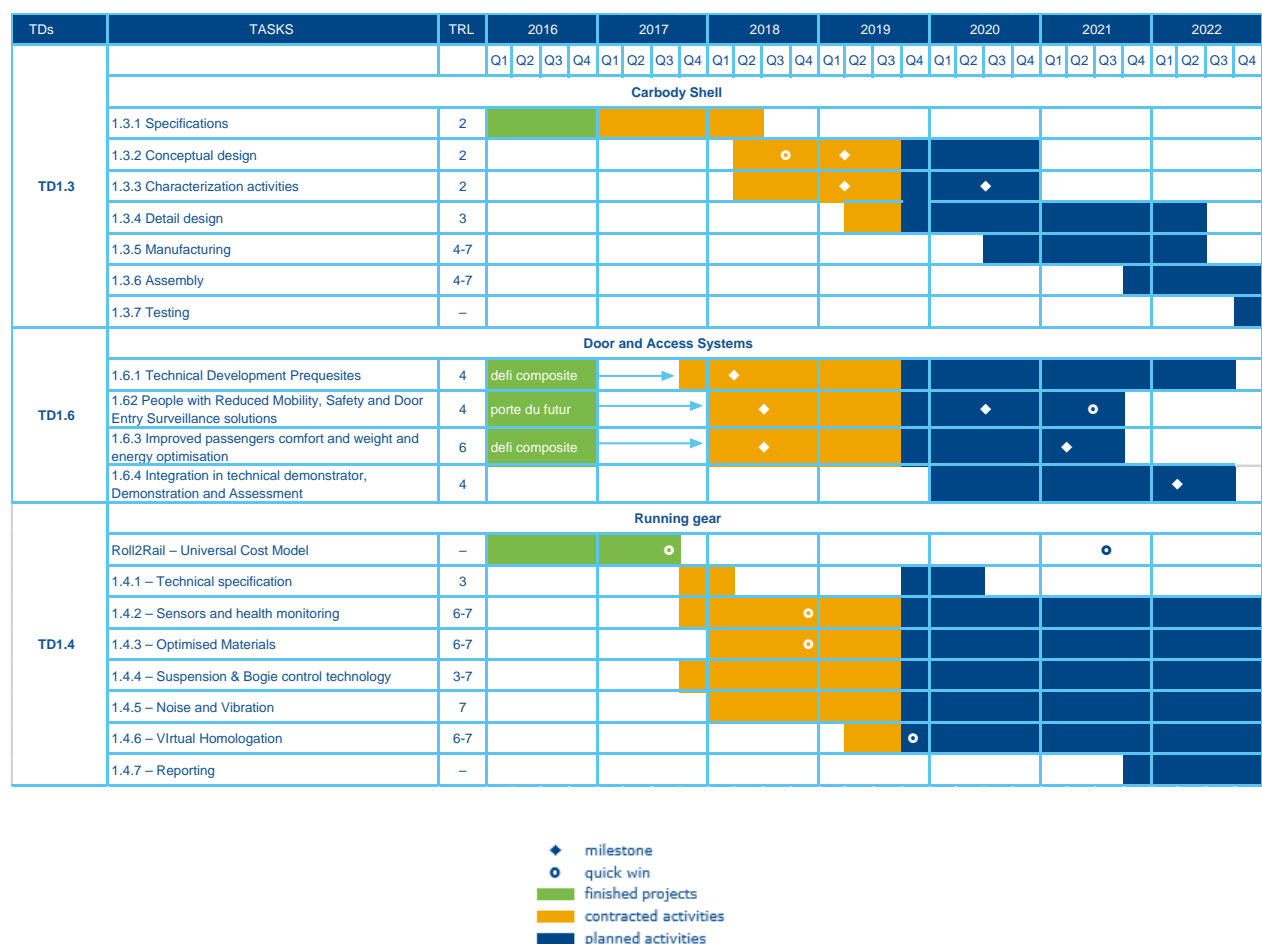 TDs TASKS TRL 2016 2017 2018 2019 2020 2021 2022
Q1 Q2 Q3 Q4 Q1 Q2 Q3 Q4 Q1 Q2 Q3 Q4 Q1 Q2 Q3 Q4 Q1 Q2 Q3 Q4 Q1 Q2 Q3 Q4 Q1 Q2 Q3 Q4
Carbody Shell
TD1.3
1.3.1 Specifications 2
1.3.2 Conceptual design 2
1.3.3 Characterization activities 2
1.3.4 Detail design 3
1.3.5 Manufacturing 4-7
1.3.6 Assembly 4-7
1.3.7 Testing –
Door and Access Systems
TD1.6
1.6.1 Technical Development Prequesites 4 defi composite
1.62 People with Reduced Mobility, Safety and Door
Entry Surveillance solutions 4 porte du futur
1.6.3 Improved passengers comfort and weight and
energy optimisation 6 defi composite
1.6.4 Integration in technical demonstrator,
Demonstration and Assessment 4
Running gear
TD1.4
Roll2Rail – Universal Cost Model –
1.4.1 – Technical specification 3
1.4.2 – Sensors and health monitoring 6-7
1.4.3 – Optimised Materials 6-7
1.4.4 – Suspension & Bogie control technology 3-7
1.4.5 – Noise and Vibration 7
1.4.6 – VIrtual Homologation 6-7
1.4.7 – Reporting –
milestone
quick win
finished projects
contracted activities
planned activities